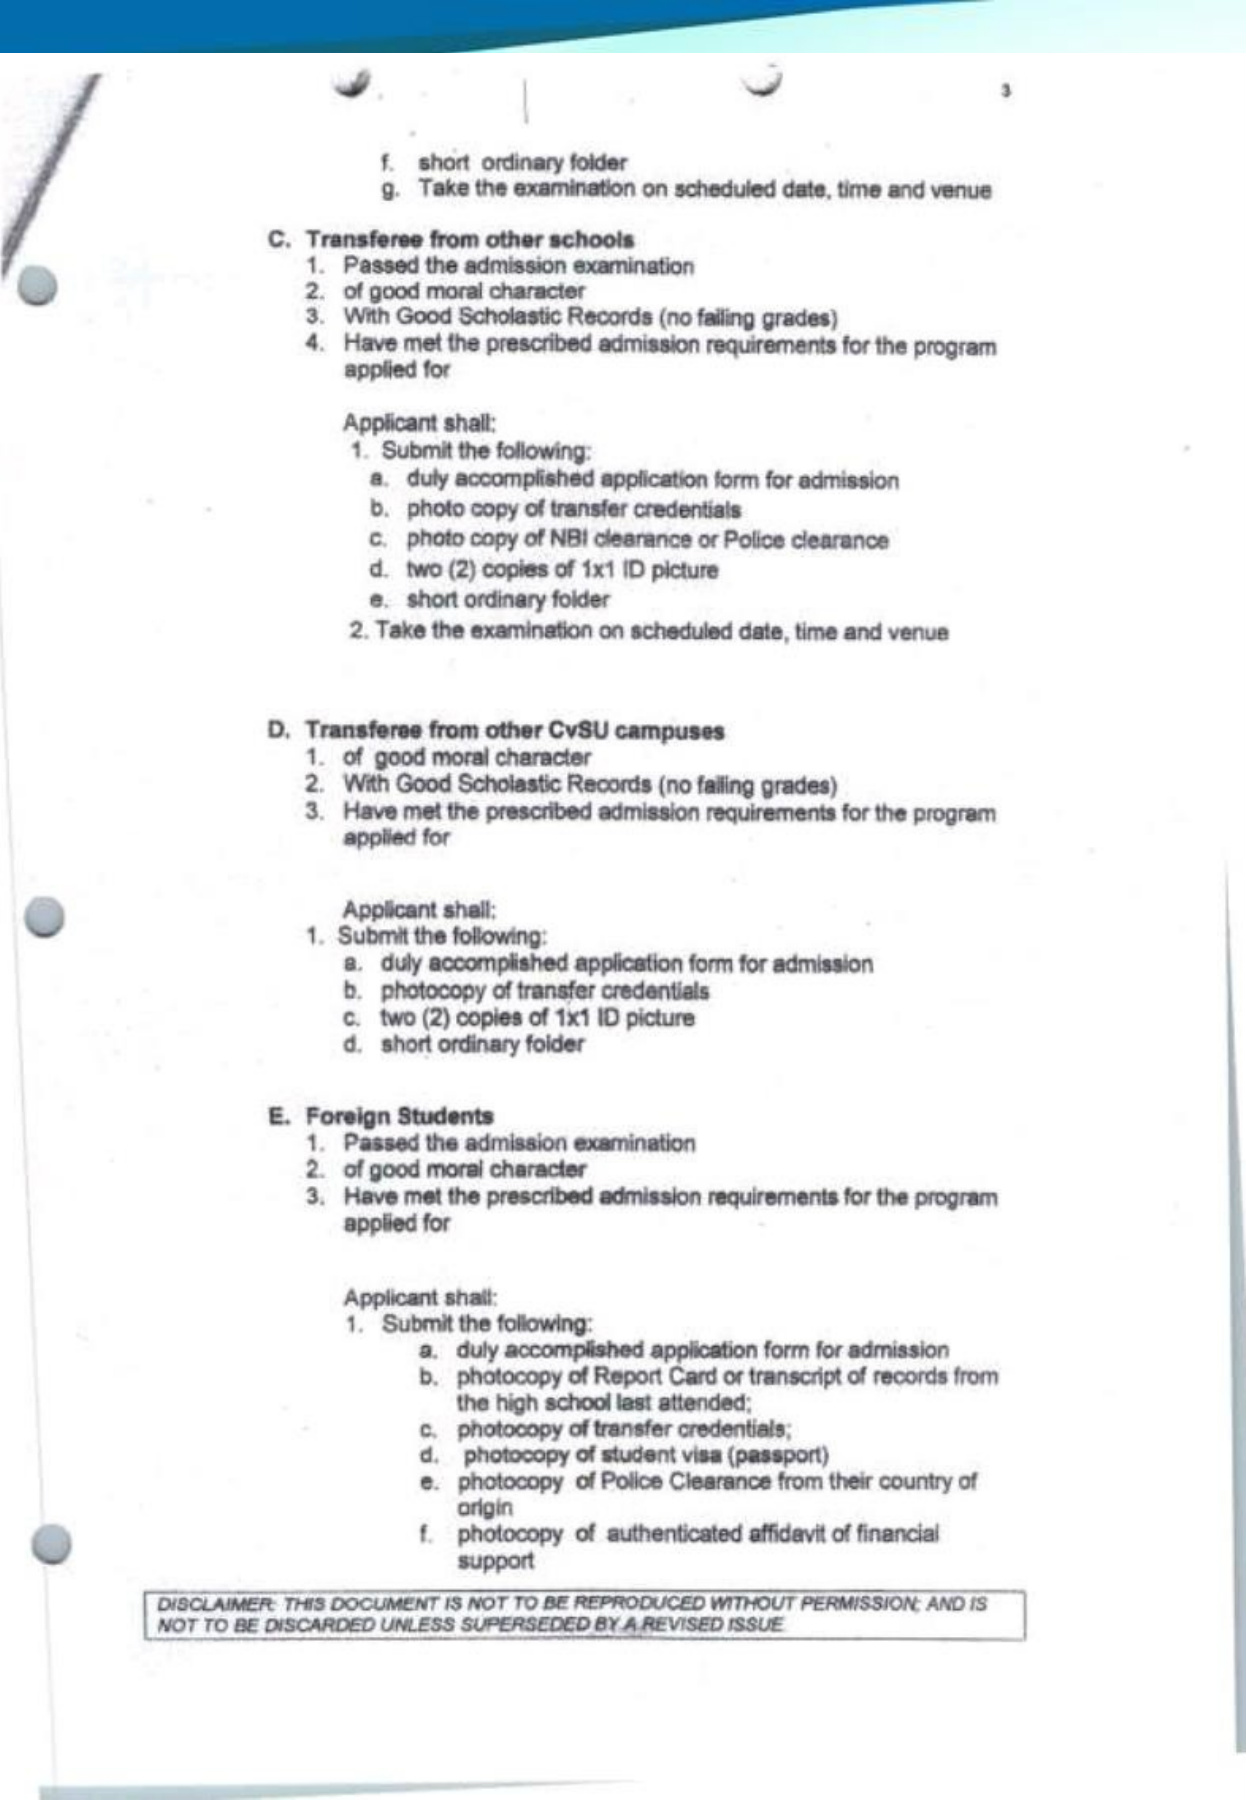 3
f. short ordinary folder
g. Take the examination on scheduled date, time and venue
C. Transferee from other schools
1. Passed the admission examination
2. of good moral character
3. With Good Scholastic Records (no failing grades)
4. Have met the prescribed admission requirements for the program
applied for
Applicant shall:
1. Submit the following:
a. duly accomplished application form for admission
b. photo copy of transfer credentials
c. photo copy of NBI clearance or Police clearance
d. two (2) copies of 1x1 ID picture
e. short ordinary folder
2. Take the examination on scheduled date, time and venue
D. Transferee from other CvSU campuses
1. of good moral character
2. With Good Scholastic Records (no failing grades)
3. Have met the prescribed admission requirements for the program
applied for
Applicant shall:
1. Submit the following:
a. duly accomplished application form for admission
b. photocopy of transfer credentials
c. two (2) copies of 1x1 ID picture
d. short ordinary folder
E. Foreign Students
1. Passed the admission examination
2. of good moral character
3. Have met the prescribed admission requirements for the program
applied for
Applicant shall:
1. Submit the following:
a. duly accomplished application form for admission
b. photocopy of Report Card or transcript of records from
the high school last attended;
c. photocopy of transfer credentials;
d. photocopy of student visa (passport)
e. photocopy of Police Clearance from their country of
origin
f. photocopy of authenticated affidavit of financial
support
DISCLAIMER: THIS DOCUMENT IS NOT TO BE REPRODUCED WITHOUT PERMISSION; AND IS
NOT TO BE DISCARDED UNLESS SUPERSEDED BY A REVISED ISSUE.